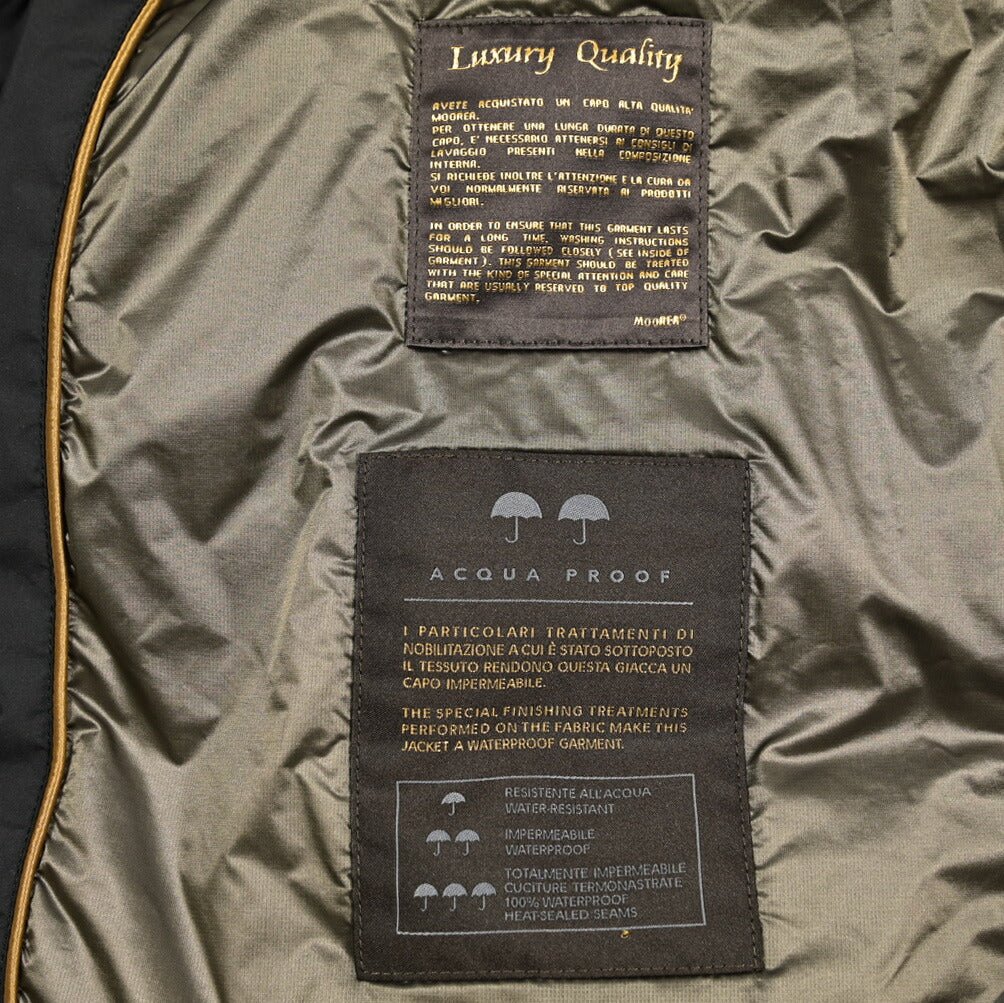 Luxury Quality
AVETE ACQUISTATO UN CAPO ALTA QUALITA'
MOOREA.
PER OTTENERE UNA LUNGA DURATA DI QUESTO
CAPO, E' NECESSARIO ATTENERSI AI CONSIGLI DI
LAVAGGIO PRESENTI NELLA COMPOSIZIONE
INTERNA.
SI RICHIEDE INOLTRE L'ATTENZIONE E LA CURA DA
VOI NORMALMENTE RISERVATA AI PRODOTTI
MIGLIORI.
IN ORDER TO ENSURE THAT THIS GARMENT LASTS
FOR A LONG TIME, WASHING INSTRUCTIONS
SHOULD BE FOLLOWED CLOSELY ( SEE INSIDE OF
GARMENT ). THIS GARMENT SHOULD BE TREATED
WITH THE KIND OF SPECIAL ATTENTION AND CARE
THAT ARE USUALLY RESERVED TO TOP QUALITY
GARMENT.
MOOREA®
ACQUA PROOF
I PARTICOLARI TRATTAMENTI DI
NOBILITAZIONE A CUI È STATO SOTTOPOSTO
IL TESSUTO RENDONO QUESTA GIACCA UN
CAPO IMPERMEABILE.
THE SPECIAL FINISHING TREATMENTS
PERFORMED ON THE FABRIC MAKE THIS
JACKET A WATERPROOF GARMENT.
RESISTENTE ALL'ACQUA
WATER-RESISTANT
IMPERMEABILE
WATERPROOF
TOTALMENTE IMPERMEABILE
CUCITURE TERMONASTRATE
100% WATERPROOF
HEAT-SEALED SEAMS